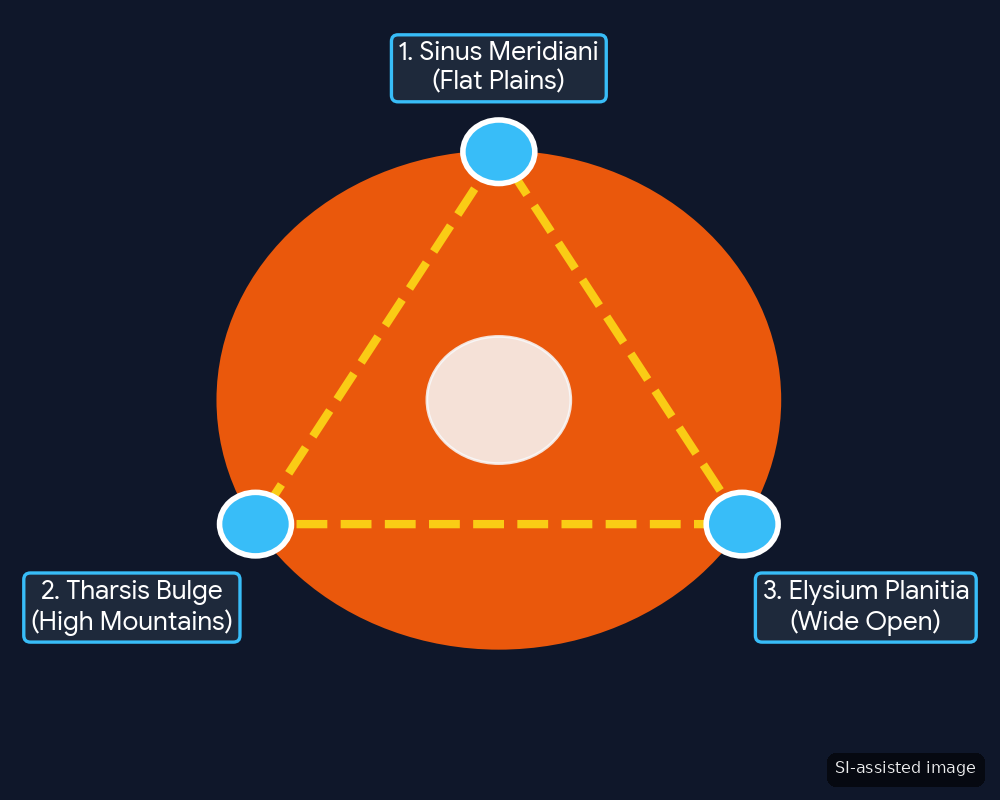 1. Sinus Meridiani
(Flat Plains)
2. Tharsis Bulge
(High Mountains)
3. Elysium Planitia
(Wide Open)
SI-assisted image